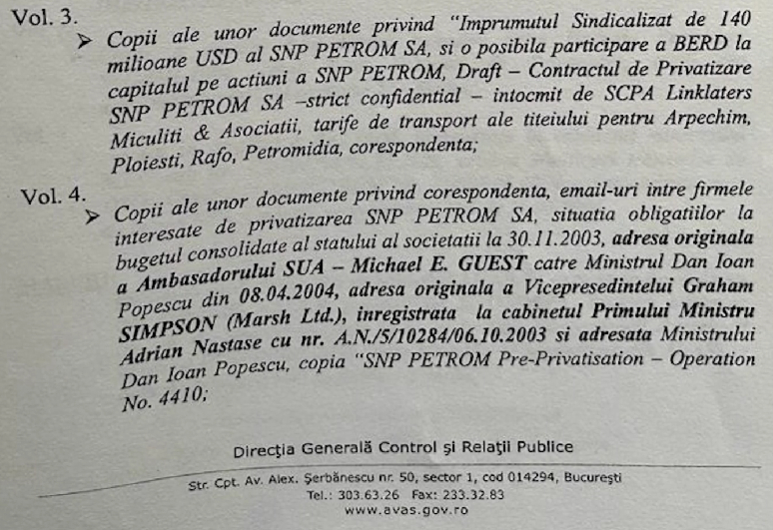 Vol. 3.
➤ Copii ale unor documente privind “Imprumutul Sindicalizat de 140
milioane USD al SNP PETROM SA, si o posibila participare a BERD la
capitalul pe actiuni a SNP PETROM, Draft – Contractul de Privatizare
SNP PETROM SA –strict confidential – intocmit de SCPA Linklaters
Miculiti & Asociatii, tarife de transport ale titeiului pentru Arpechim,
Ploiesti, Rafo, Petromidia, corespondenta;
Vol. 4.
➤ Copii ale unor documente privind corespondenta, email-uri intre firmele
interesate de privatizarea SNP PETROM SA, situatia obligatiilor la
bugetul consolidate al statului al societatii la 30.11.2003, adresa originala
a Ambasadorului SUA – Michael E. GUEST catre Ministrul Dan Ioan
Popescu din 08.04.2004, adresa originala a Vicepresedintelui Graham
SIMPSON (Marsh Ltd.), inregistrata la cabinetul Primului Ministru
Adrian Nastase cu nr. A.N./5/10284/06.10.2003 si adresata Ministrului
Dan Ioan Popescu, copia “SNP PETROM Pre-Privatisation – Operation
No. 4410;
Direcţia Generală Control şi Relaţii Publice
Str. Cpt. Av. Alex. Şerbănescu nr. 50, sector 1, cod 014294, Bucureşti
Tel.: 303.63.26 Fax: 233.32.83
www.avas.gov.ro